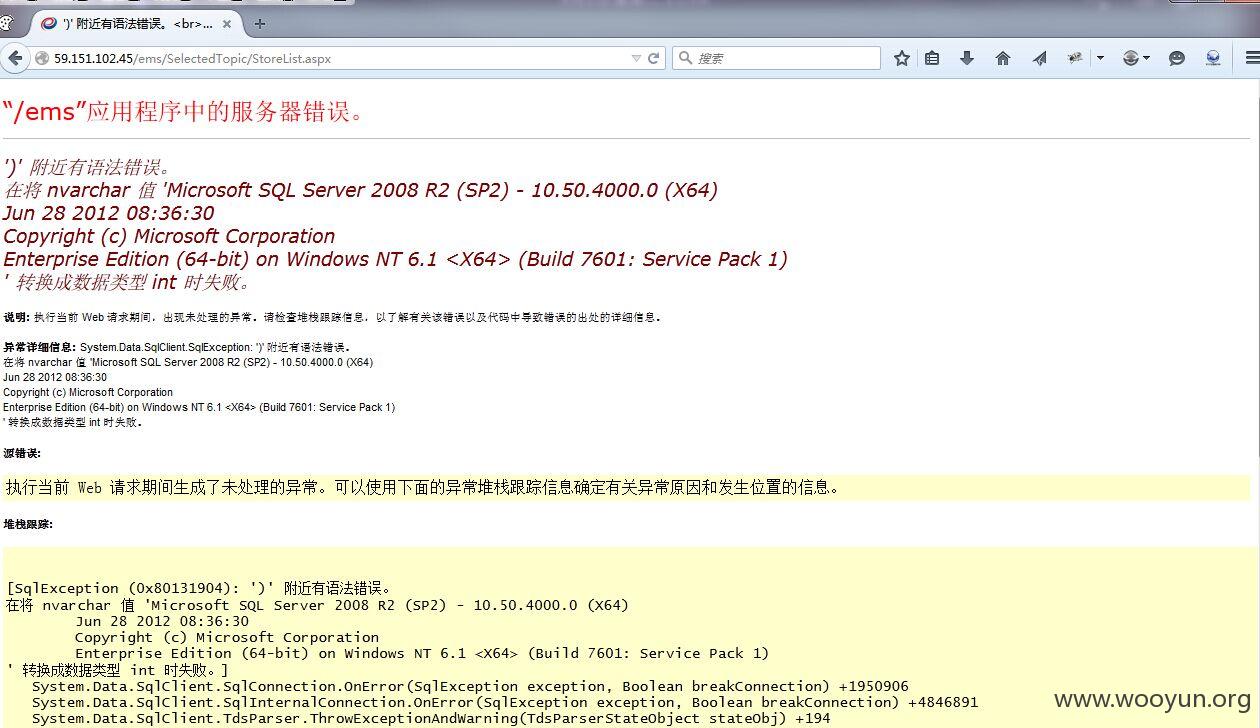 ')' 附近有语法错误。<br>...
59.151.102.45/ems/SelectedTopic/StoreList.aspx
搜索
“/ems”应用程序中的服务器错误。
')' 附近有语法错误。
在将 nvarchar 值 'Microsoft SQL Server 2008 R2 (SP2) - 10.50.4000.0 (X64)
Jun 28 2012 08:36:30
Copyright (c) Microsoft Corporation
Enterprise Edition (64-bit) on Windows NT 6.1 <X64> (Build 7601: Service Pack 1)
' 转换成数据类型 int 时失败。
说明: 执行当前 Web 请求期间，出现未处理的异常。请检查堆栈跟踪信息，以了解有关该错误以及代码中导致错误的出处的详细信息。
异常详细信息: System.Data.SqlClient.SqlException: ')' 附近有语法错误。
在将 nvarchar 值 'Microsoft SQL Server 2008 R2 (SP2) - 10.50.4000.0 (X64)
Jun 28 2012 08:36:30
Copyright (c) Microsoft Corporation
Enterprise Edition (64-bit) on Windows NT 6.1 <X64> (Build 7601: Service Pack 1)
' 转换成数据类型 int 时失败。
源错误:
执行当前 Web 请求期间生成了未处理的异常。可以使用下面的异常堆栈跟踪信息确定有关异常原因和发生位置的信息。
堆栈跟踪:
[SqlException (0x80131904): ')' 附近有语法错误。
在将 nvarchar 值 'Microsoft SQL Server 2008 R2 (SP2) - 10.50.4000.0 (X64)
Jun 28 2012 08:36:30
Copyright (c) Microsoft Corporation
Enterprise Edition (64-bit) on Windows NT 6.1 <X64> (Build 7601: Service Pack 1)
' 转换成数据类型 int 时失败。]
System.Data.SqlClient.SqlConnection.OnError(SqlException exception, Boolean breakConnection) +1950906
System.Data.SqlClient.SqlInternalConnection.OnError(SqlException exception, Boolean breakConnection) +4846891
System.Data.SqlClient.TdsParser.ThrowExceptionAndWarning(TdsParserStateObject stateObj) +194
www.wooyun.org